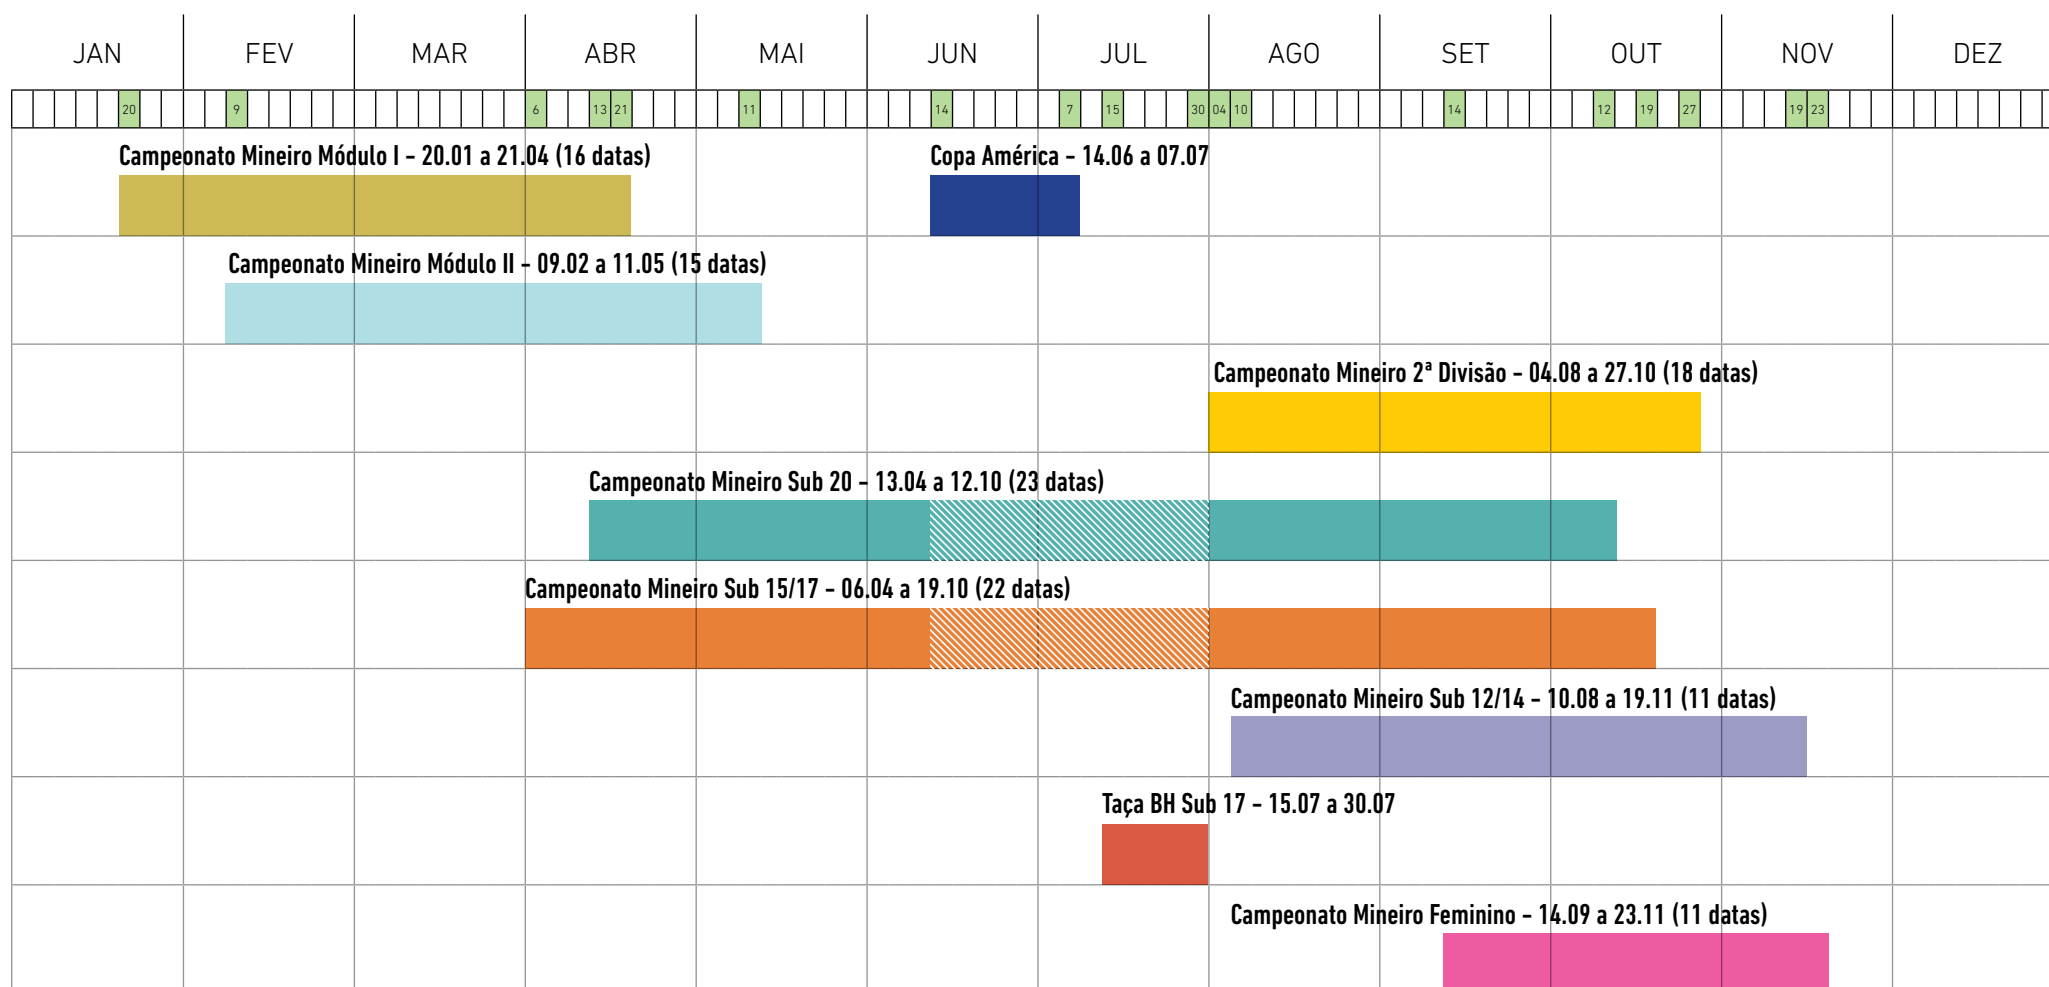 JAN FEV MAR ABR MAI JUN JUL AGO SET OUT NOV DEZ
20 9 6 13 21 11 14 7 15 30 04 10 14 12 19 27 19 23
Campeonato Mineiro Módulo I - 20.01 a 21.04 (16 datas)
Copa América - 14.06 a 07.07
Campeonato Mineiro Módulo II - 09.02 a 11.05 (15 datas)
Campeonato Mineiro 2ª Divisão - 04.08 a 27.10 (18 datas)
Campeonato Mineiro Sub 20 - 13.04 a 12.10 (23 datas)
Campeonato Mineiro Sub 15/17 - 06.04 a 19.10 (22 datas)
Campeonato Mineiro Sub 12/14 - 10.08 a 19.11 (11 datas)
Taça BH Sub 17 - 15.07 a 30.07
Campeonato Mineiro Feminino - 14.09 a 23.11 (11 datas)